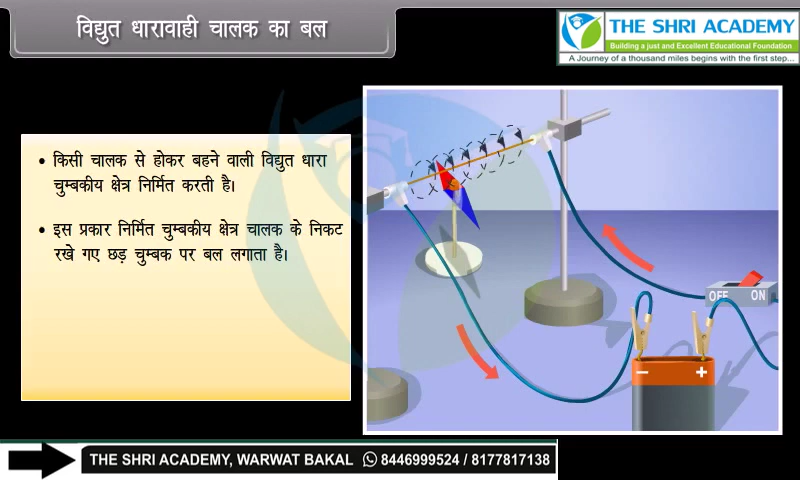 विद्युत धारावाही चालक का बल
THE SHRI ACADEMY
Building a just and Excellent Educational Foundation
A Journey of a thousand miles begins with the first step...
• किसी चालक से होकर बहने वाली विद्युत धारा
चुम्बकीय क्षेत्र निर्मित करती है।
• इस प्रकार निर्मित चुम्बकीय क्षेत्र चालक के निकट
रखे गए छड़ चुम्बक पर बल लगाता है।
OFF ON
− +
THE SHRI ACADEMY, WARWAT BAKAL 8446999524 / 8177817138